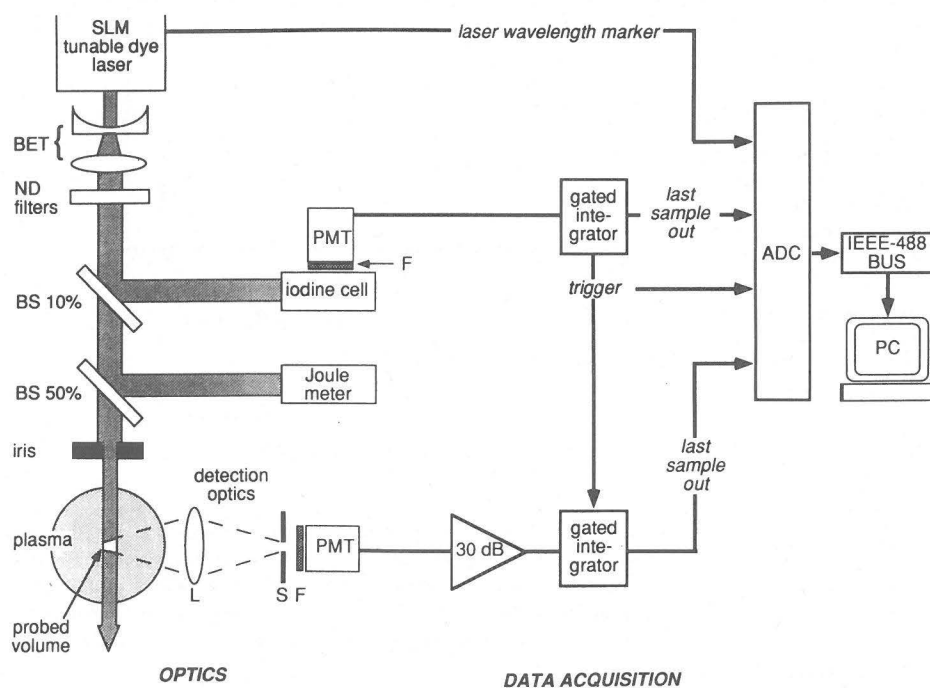 SLM
tunable dye
laser
laser wavelength marker
BET {
ND
filters
PMT
F
iodine cell
BS 10%
gated
inte-
grator
last
sample
out
trigger
ADC
IEEE-488
BUS
PC
BS 50%
Joule
meter
iris
detection
optics
plasma
L
S
F
PMT
30 dB
gated
inte-
grator
last
sample
out
probed
volume
OPTICS
DATA ACQUISITION